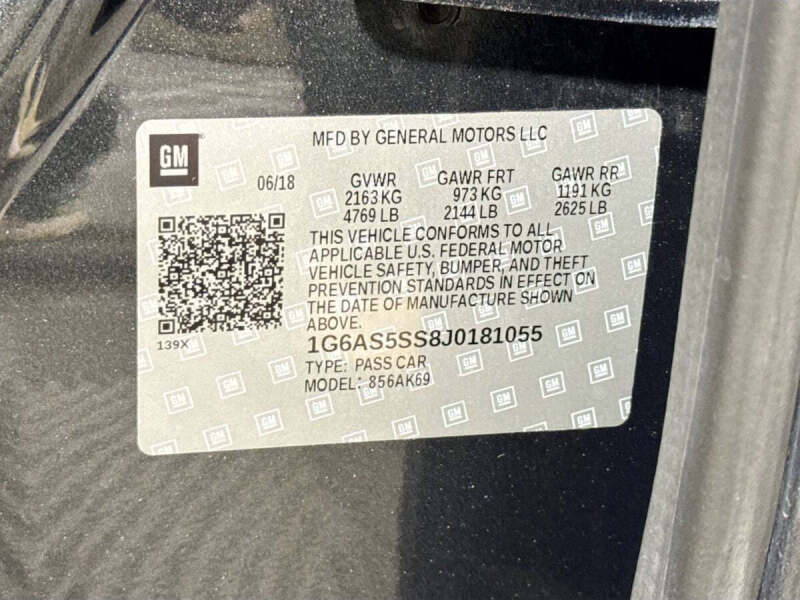 GM
MFD BY GENERAL MOTORS LLC
06/18 GVWR GAWR FRT GAWR RR
2163 KG 973 KG 1191 KG
4769 LB 2144 LB 2625 LB
THIS VEHICLE CONFORMS TO ALL
APPLICABLE U.S. FEDERAL MOTOR
VEHICLE SAFETY, BUMPER, AND THEFT
PREVENTION STANDARDS IN EFFECT ON
THE DATE OF MANUFACTURE SHOWN
ABOVE.
139X
1G6AS5SS8J0181055
TYPE: PASS CAR
MODEL: 856AK69